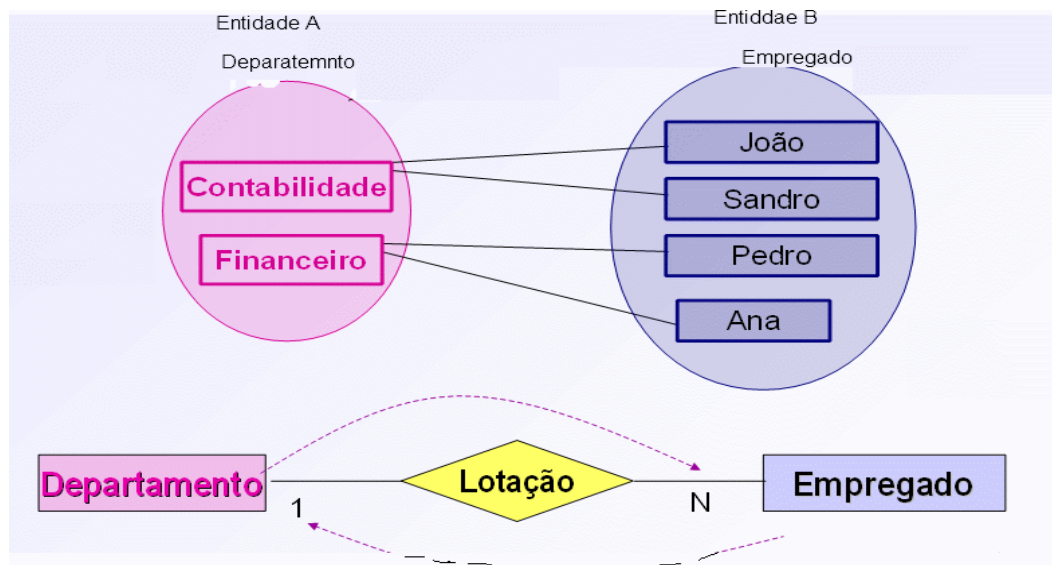 Entidade A
Entiddae B
Deparatemnto
Empregado
João
Contabilidade
Sandro
Financeiro
Pedro
Ana
Departamento
Lotação
Empregado
1
N